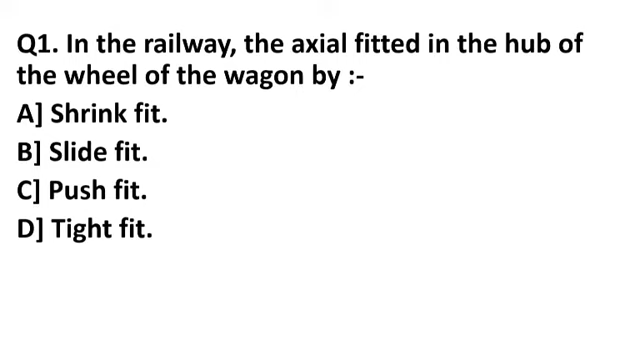 Q1. In the railway, the axial fitted in the hub of
the wheel of the wagon by :-
A] Shrink fit.
B] Slide fit.
C] Push fit.
D] Tight fit.